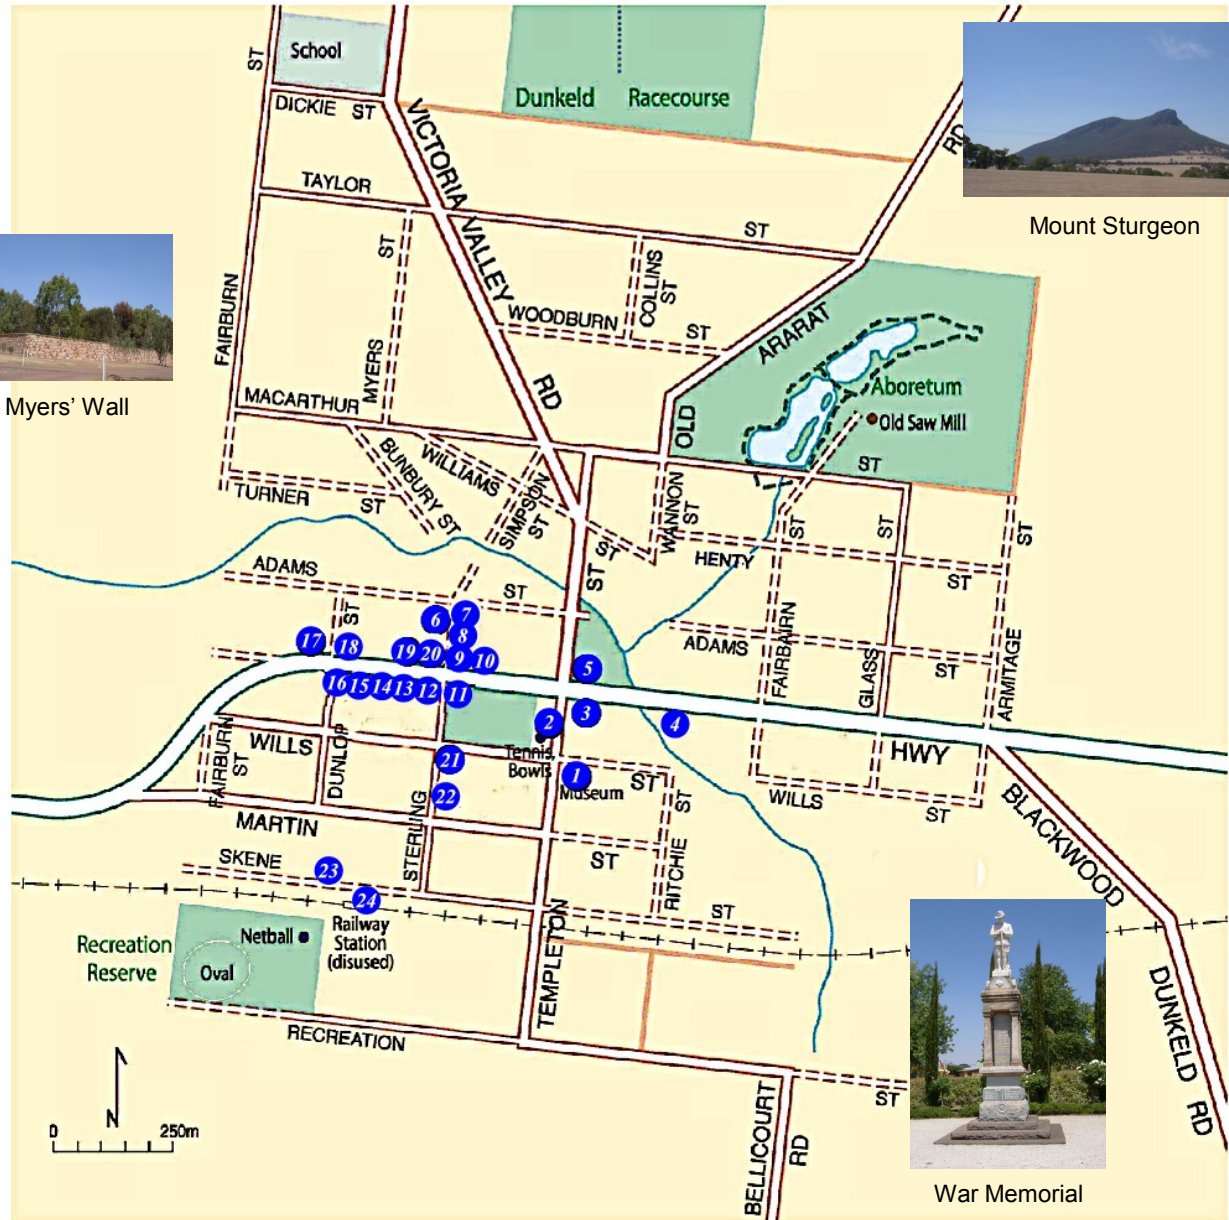 School
ST
DICKIE ST
Dunkeld Racecourse
VICTORIA VALLEY RD
RD
Mount Sturgeon
TAYLOR
ST
ST
COLLINS
ST
WOODBURN
ST
FAIRBURN
MYERS
OLD
ARARAT
Aboretum
Old Saw Mill
Myers' Wall
MACARTHUR
ST
WILLIAMS
BUNBURY ST
SIMPSON
ST
TURNER
ST
WANNON
ST
ST
ST
HENTY
ST
ST
ST
ST
ADAMS
ST
ST
ADAMS
ST
FAIRBAIRN
GLASS
ARMITAGE
6
7
8
17
18
19
20
9
10
5
16
15
14
13
12
11
3
4
2
HWY
WILLS
FAIRBURN
ST
DUNLOP
Tennis,
Bowls
21
1
Museum
ST
ST
WILLS
ST
22
MARTIN
BLACKWOOD
DUNKELD RD
STERLING
ST
RITCHIE
SKENE
23
24
ST
Railway
Station
(disused)
Netball
Recreation
Reserve
Oval
TEMPLETON
RECREATION
ST
BELLICOURT
RD
N
0 250m
War Memorial